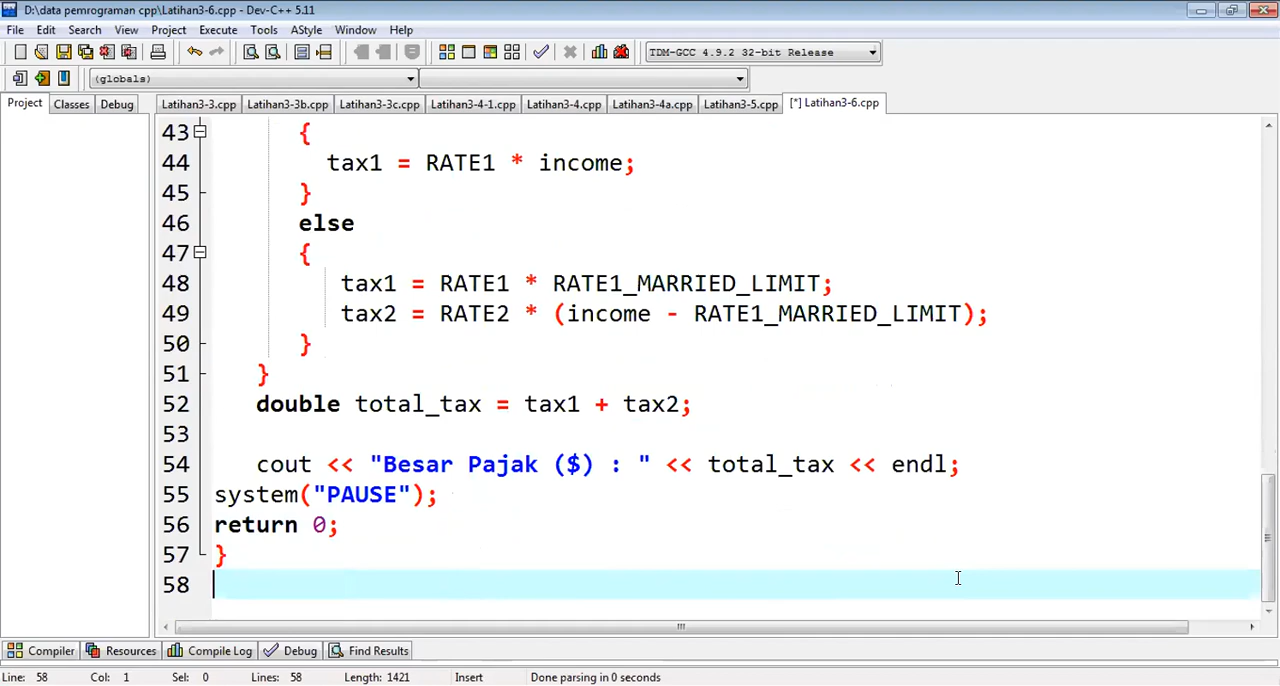 D:\data pemrograman cpp\Latihan3-6.cpp - Dev-C++ 5.11
File Edit Search View Project Execute Tools AStyle Window Help
TDM-GCC 4.9.2 32-bit Release
(globals)
Project Classes Debug Latihan3-3.cpp Latihan3-3b.cpp Latihan3-3c.cpp Latihan3-4-1.cpp Latihan3-4.cpp Latihan3-4a.cpp Latihan3-5.cpp [*] Latihan3-6.cpp
43 {
44 tax1 = RATE1 * income;
45 }
46 else
47 {
48 tax1 = RATE1 * RATE1_MARRIED_LIMIT;
49 tax2 = RATE2 * (income - RATE1_MARRIED_LIMIT);
50 }
51 }
52 double total_tax = tax1 + tax2;
53
54 cout << "Besar Pajak ($) : " << total_tax << endl;
55 system("PAUSE");
56 return 0;
57 }
58
Compiler Resources Compile Log Debug Find Results
Line: 58 Col: 1 Sel: 0 Lines: 58 Length: 1421 Insert Done parsing in 0 seconds